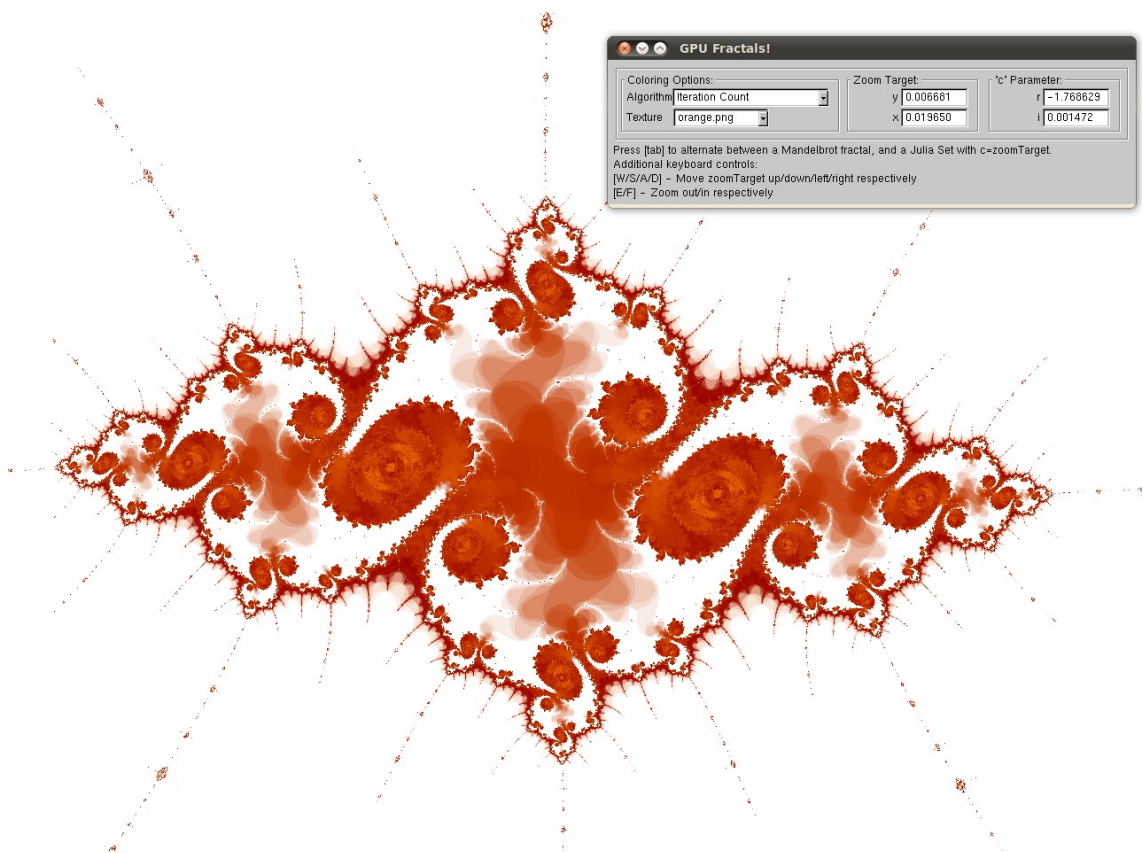 GPU Fractals!
Coloring Options:
Algorithm Iteration Count
Texture orange.png
Zoom Target:
y 0.006681
x 0.019650
"c" Parameter:
r -1.768629
i 0.001472
Press [tab] to alternate between a Mandelbrot fractal, and a Julia Set with c=zoomTarget.
Additional keyboard controls:
[W/S/A/D] - Move zoomTarget up/down/left/right respectively
[E/F] - Zoom out/in respectively